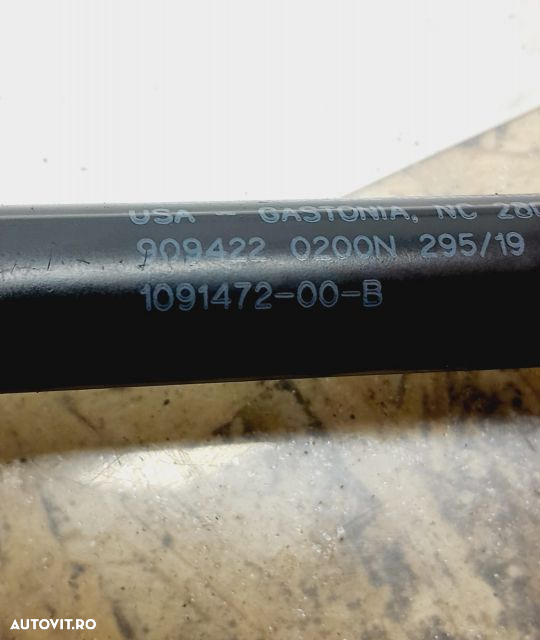 USA - GASTONIA, NC
909422 0200N 295/19
1091472-00-B
AUTOVIT.RO